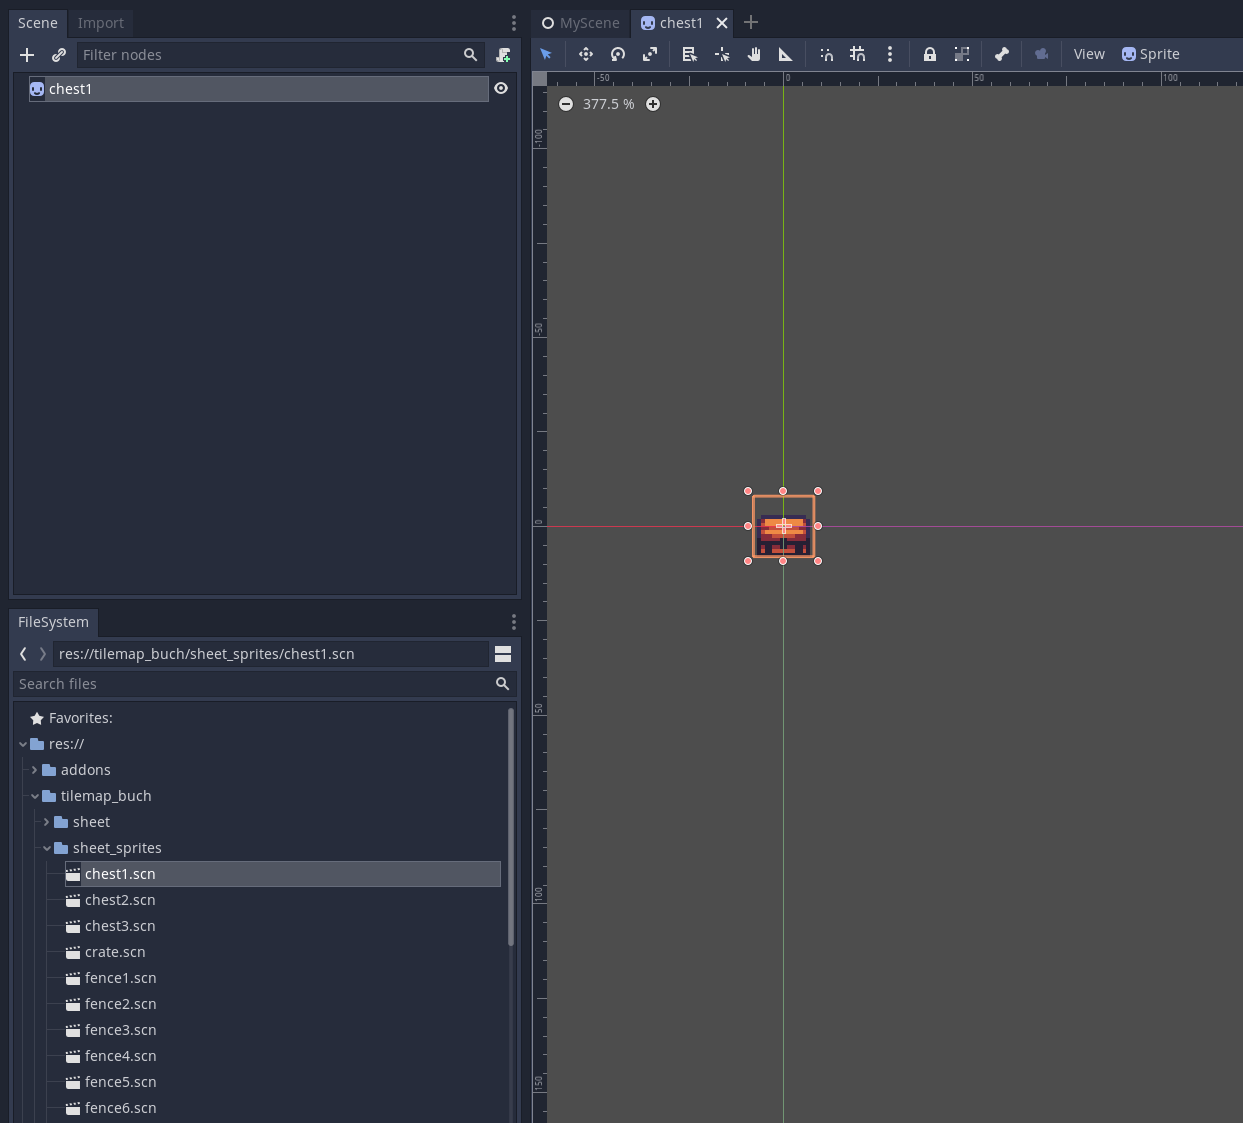 Scene Import
Filter nodes
chest1
MyScene chest1
View Sprite
-50 0 50 100
377.5 %
-100
-50
0
50
100
150
FileSystem
res://tilemap_buch/sheet_sprites/chest1.scn
Search files
Favorites:
res://
addons
tilemap_buch
sheet
sheet_sprites
chest1.scn
chest2.scn
chest3.scn
crate.scn
fence1.scn
fence2.scn
fence3.scn
fence4.scn
fence5.scn
fence6.scn